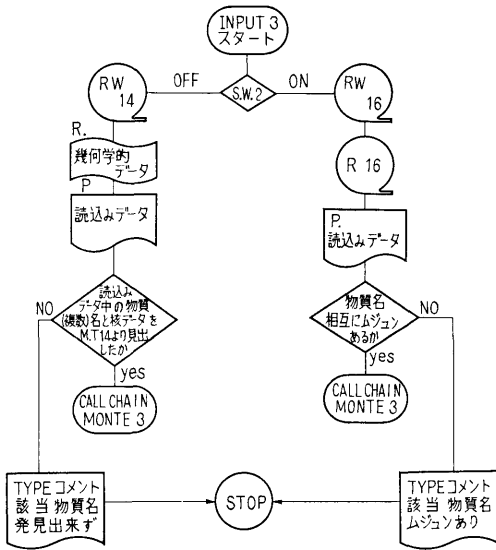 INPUT 3
スタート
OFF
S.W.2
ON
RW
14
RW
16
R.
幾何学的
データ
R 16
P
読込みデータ
P.
読込みデータ
読込み
データ中の物質
(複数)名と核データを
M.T14より見出
したか
NO
yes
物質名
相互にムジュン
あるか
NO
yes
CALL CHAIN
MONTE 3
CALL CHAIN
MONTE 3
TYPEコメント
該当物質名
発見出来ず
STOP
TYPEコメント
該当 物質名
ムジュンあり